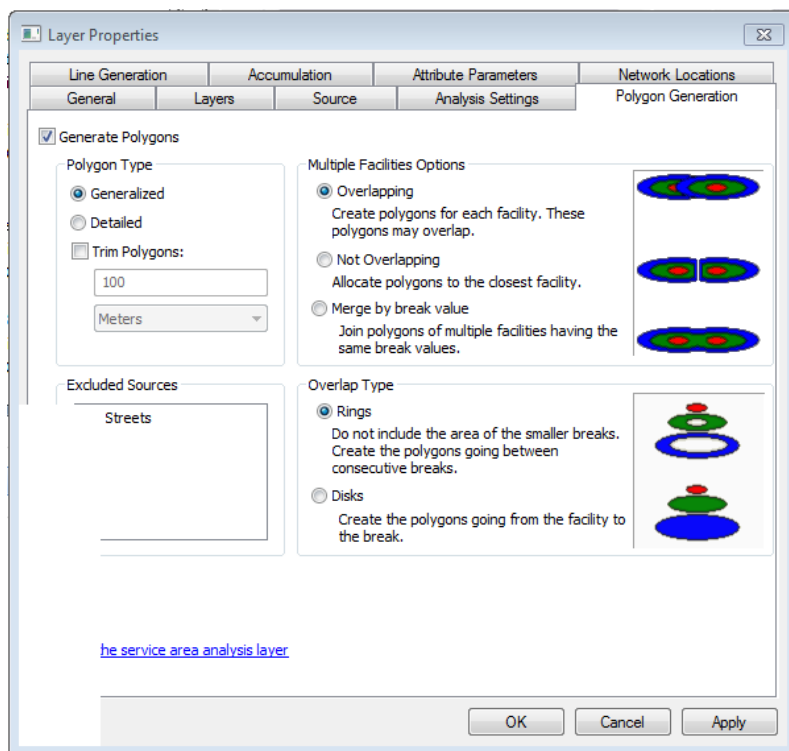 Layer Properties
Line Generation
Accumulation
Attribute Parameters
Network Locations
General
Layers
Source
Analysis Settings
Polygon Generation
Generate Polygons
Polygon Type
Generalized
Detailed
Trim Polygons:
100
Meters
Multiple Facilities Options
Overlapping
Create polygons for each facility. These
polygons may overlap.
Not Overlapping
Allocate polygons to the closest facility.
Merge by break value
Join polygons of multiple facilities having the
same break values.
Excluded Sources
Streets
Overlap Type
Rings
Do not include the area of the smaller breaks.
Create the polygons going between
consecutive breaks.
Disks
Create the polygons going from the facility to
the break.
he service area analysis layer
OK
Cancel
Apply